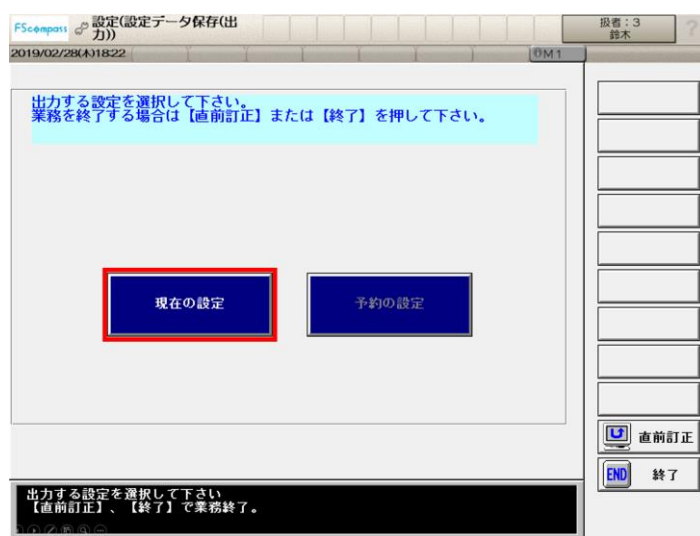 FScompass
設定(設定データ保存(出
力))
扱者:3
鈴木
?
2019/02/28(木)18:22
OM1
出力する設定を選択して下さい。
業務を終了する場合は【直前訂正】または【終了】を押して下さい。
現在の設定
予約の設定
直前訂正
END 終了
出力する設定を選択して下さい
【直前訂正】、【終了】で業務終了。